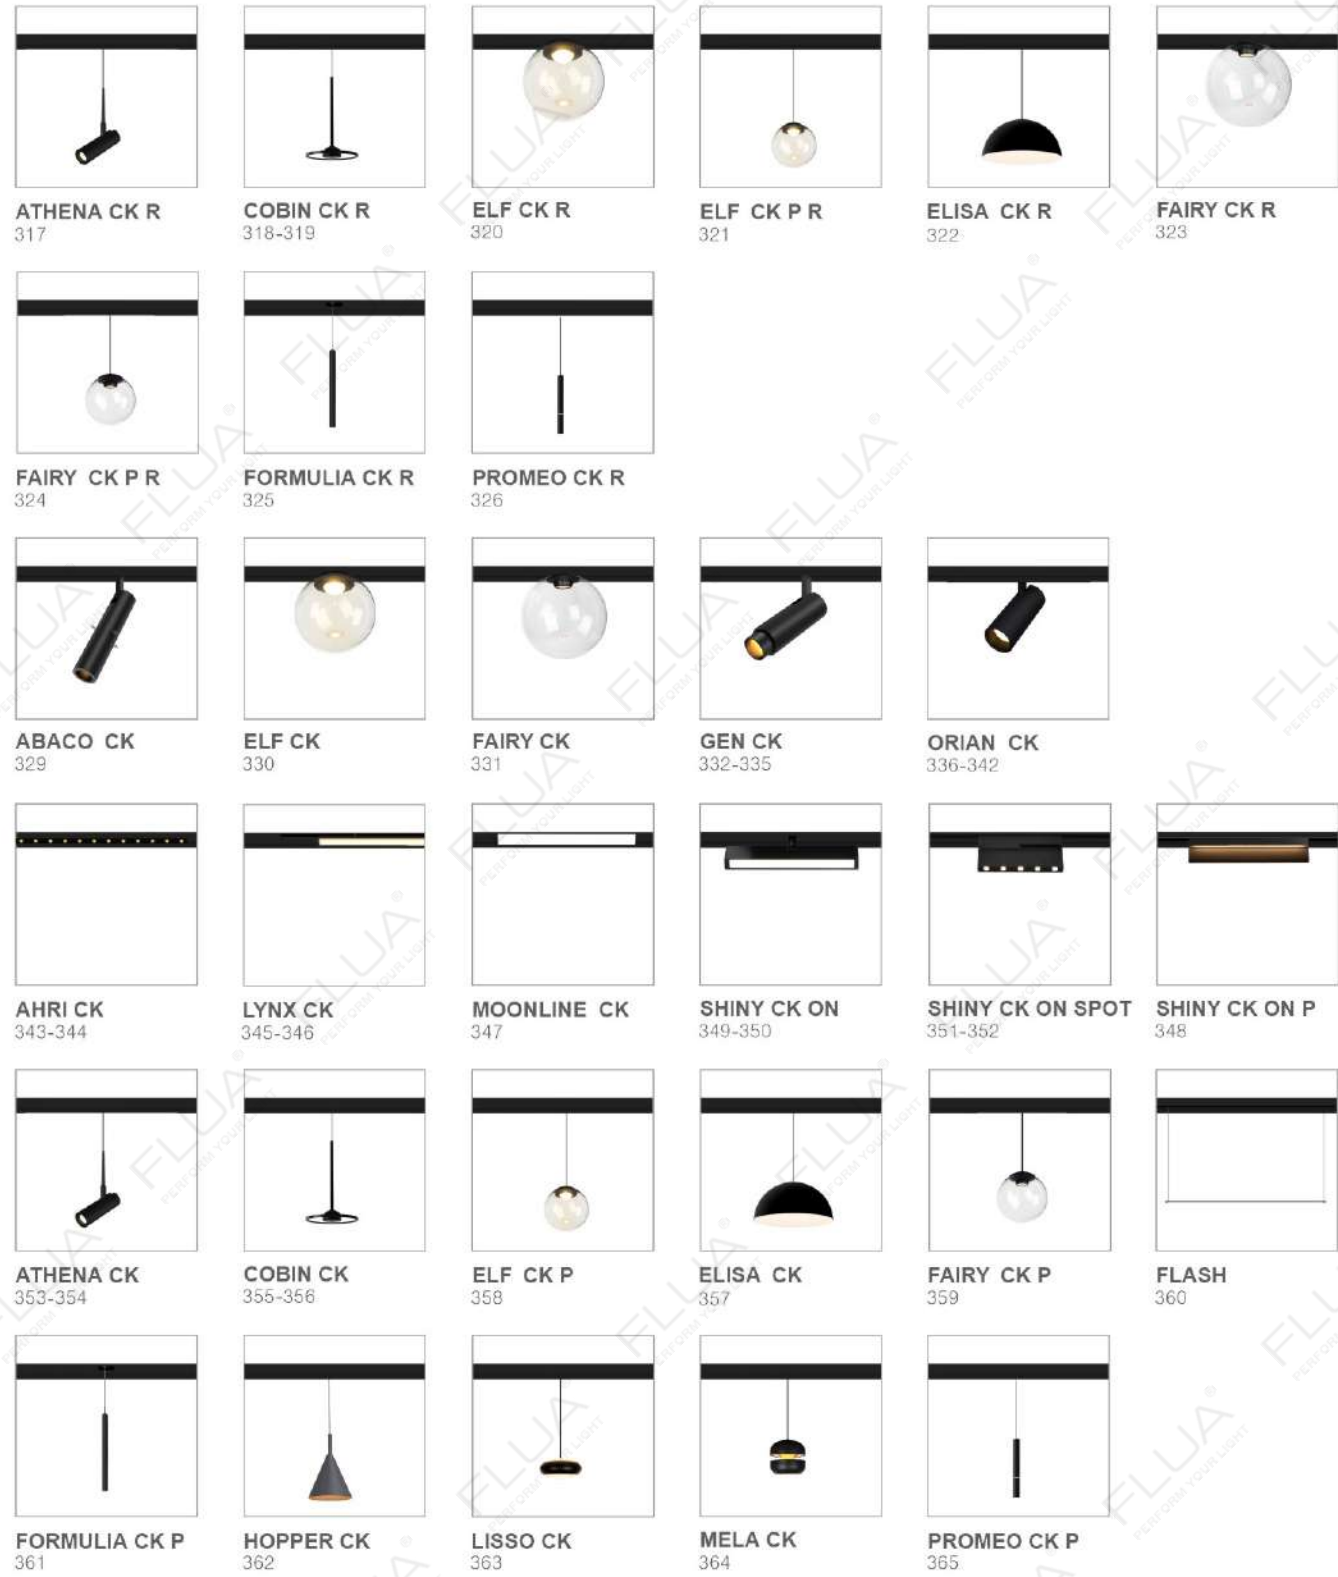 ATHENA CK R
317
COBIN CK R
318-319
ELF CK R
320
ELF CK P R
321
ELISA CK R
322
FAIRY CK R
323
FAIRY CK P R
324
FORMULIA CK R
325
PROMEO CK R
326
ABACO CK
329
ELF CK
330
FAIRY CK
331
GEN CK
332-335
ORIAN CK
336-342
AHRI CK
343-344
LYNX CK
345-346
MOONLINE CK
347
SHINY CK ON
349-350
SHINY CK ON SPOT
351-352
SHINY CK ON P
348
ATHENA CK
353-354
COBIN CK
355-356
ELF CK P
358
ELISA CK
357
FAIRY CK P
359
FLASH
360
FORMULIA CK P
361
HOPPER CK
362
LISSO CK
363
MELA CK
364
PROMEO CK P
365
FLUA®
PERFORM YOUR LIGHT